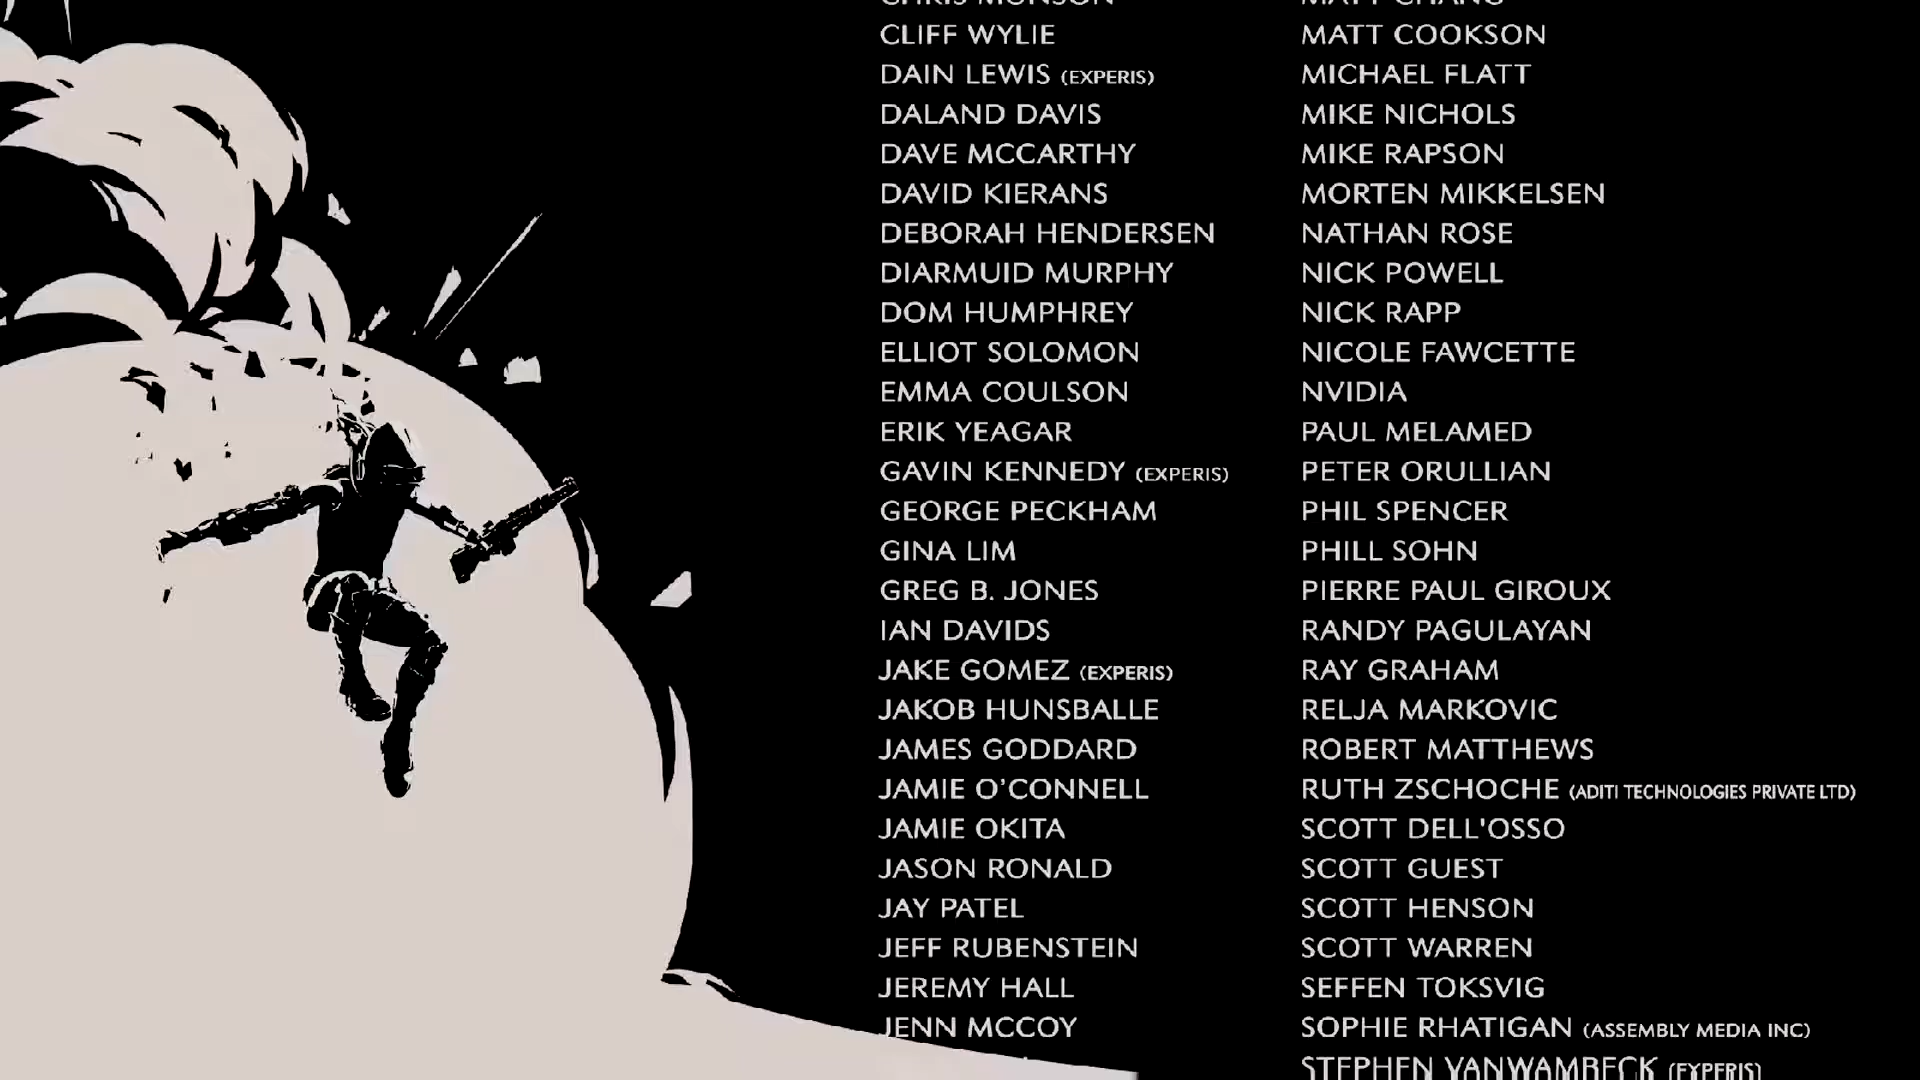 CHRIS MONSON
CLIFF WYLIE
DAIN LEWIS (EXPERIS)
DALAND DAVIS
DAVE MCCARTHY
DAVID KIERANS
DEBORAH HENDERSEN
DIARMUID MURPHY
DOM HUMPHREY
ELLIOT SOLOMON
EMMA COULSON
ERIK YEAGAR
GAVIN KENNEDY (EXPERIS)
GEORGE PECKHAM
GINA LIM
GREG B. JONES
IAN DAVIDS
JAKE GOMEZ (EXPERIS)
JAKOB HUNSBALLE
JAMES GODDARD
JAMIE O’CONNELL
JAMIE OKITA
JASON RONALD
JAY PATEL
JEFF RUBENSTEIN
JEREMY HALL
JENN MCCOY
MATT CHANG
MATT COOKSON
MICHAEL FLATT
MIKE NICHOLS
MIKE RAPSON
MORTEN MIKKELSEN
NATHAN ROSE
NICK POWELL
NICK RAPP
NICOLE FAWCETTE
NVIDIA
PAUL MELAMED
PETER ORULLIAN
PHIL SPENCER
PHILL SOHN
PIERRE PAUL GIROUX
RANDY PAGULAYAN
RAY GRAHAM
RELJA MARKOVIC
ROBERT MATTHEWS
RUTH ZSCHOCHE (ADITI TECHNOLOGIES PRIVATE LTD)
SCOTT DELL'OSSO
SCOTT GUEST
SCOTT HENSON
SCOTT WARREN
SEFFEN TOKSVIG
SOPHIE RHATIGAN (ASSEMBLY MEDIA INC)
STEPHEN VANWAMBECK (EXPERIS)